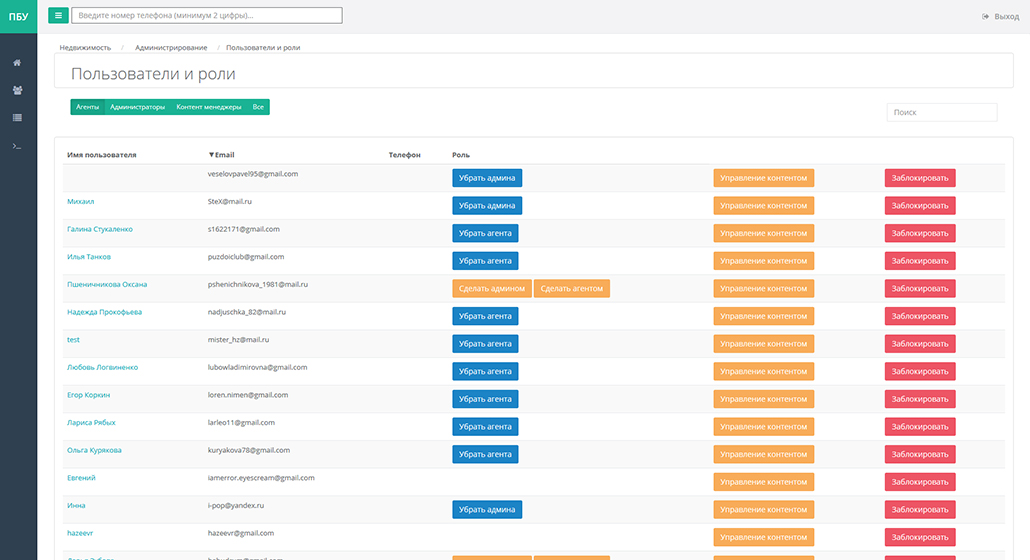 ПБУ
Введите номер телефона (минимум 2 цифры)...
Выход
Недвижимость / Администрирование / Пользователи и роли
Пользователи и роли
Агенты Администраторы Контент менеджеры Все
Поиск
Имя пользователя ▼Email Телефон Роль
veselovpavel95@gmail.com Убрать админа Управление контентом Заблокировать
Михаил SteX@mail.ru Убрать админа Управление контентом Заблокировать
Галина Стукаленко s1622171@gmail.com Убрать агента Управление контентом Заблокировать
Илья Танков puzdoiclub@gmail.com Убрать агента Управление контентом Заблокировать
Пшеничникова Оксана pshenichnikova_1981@mail.ru Сделать админом Сделать агентом Управление контентом Заблокировать
Надежда Прокофьева nadjuschka_82@mail.ru Убрать агента Управление контентом Заблокировать
test mister_hz@mail.ru Убрать агента Управление контентом Заблокировать
Любовь Логвиненко lubowladimirovna@gmail.com Убрать агента Управление контентом Заблокировать
Егор Коркин loren.nimen@gmail.com Убрать агента Управление контентом Заблокировать
Лариса Рябых larleo11@gmail.com Убрать агента Управление контентом Заблокировать
Ольга Курякова kuryakova78@gmail.com Убрать агента Управление контентом Заблокировать
Евгений iamerror.eyescream@gmail.com Управление контентом Заблокировать
Инна i-pop@yandex.ru Убрать админа Управление контентом Заблокировать
hazeevr hazeevr@gmail.com Управление контентом Заблокировать